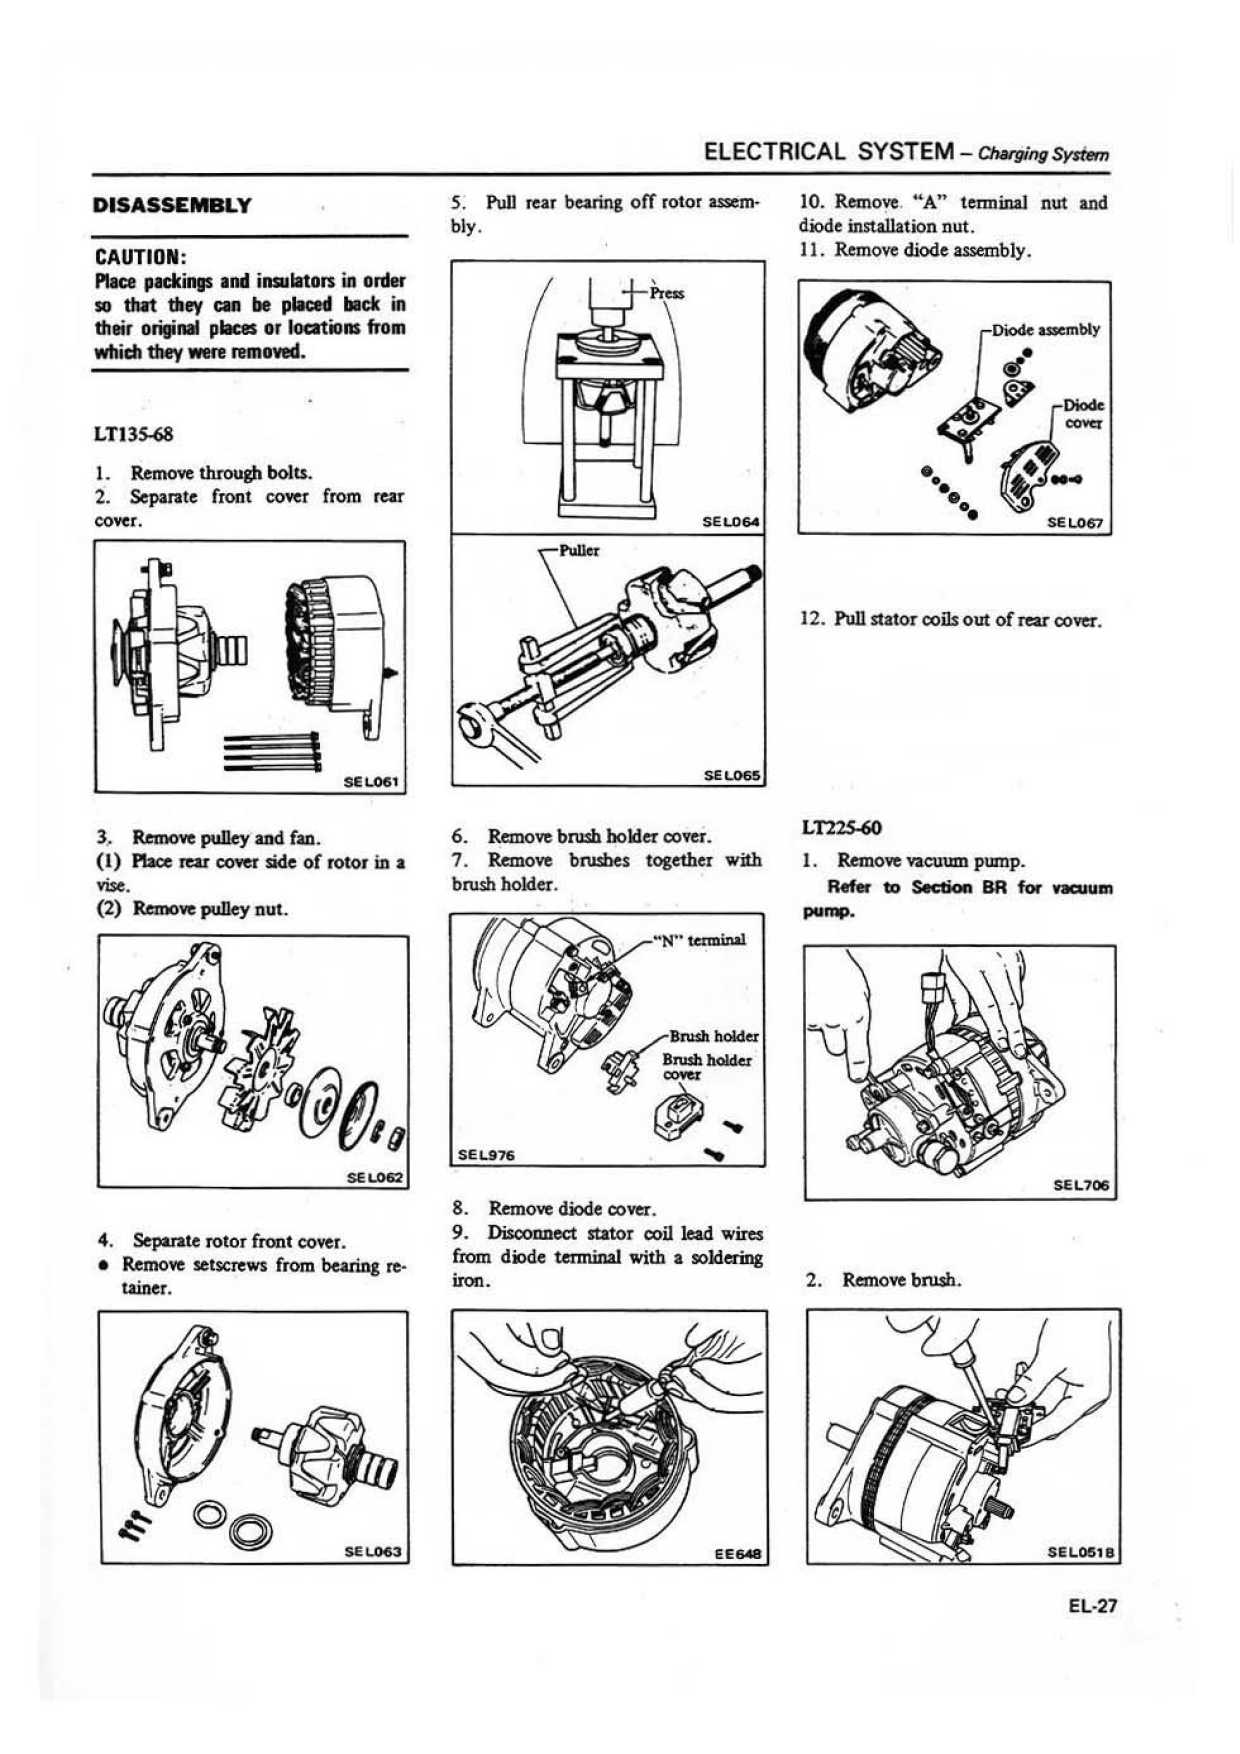 ELECTRICAL SYSTEM – Charging System
DISASSEMBLY
CAUTION:
Place packings and insulators in order
so that they can be placed back in
their original places or locations from
which they were removed.
LT135-68
1. Remove through bolts.
2. Separate front cover from rear
cover.
SEL061
3. Remove pulley and fan.
(1) Place rear cover side of rotor in a
vise.
(2) Remove pulley nut.
SEL062
4. Separate rotor front cover.
● Remove setscrews from bearing re-
tainer.
SEL063
5. Pull rear bearing off rotor assem-
bly.
Press
SEL064
Puller
SEL065
6. Remove brush holder cover.
7. Remove brushes together with
brush holder.
"N" terminal
Brush holder
Brush holder
cover
SEL976
8. Remove diode cover.
9. Disconnect stator coil lead wires
from diode terminal with a soldering
iron.
EE648
10. Remove "A" terminal nut and
diode installation nut.
11. Remove diode assembly.
Diode assembly
Diode
cover
SEL067
12. Pull stator coils out of rear cover.
LT225-60
1. Remove vacuum pump.
Refer to Section BR for vacuum
pump.
SEL706
2. Remove brush.
SEL051B
EL-27